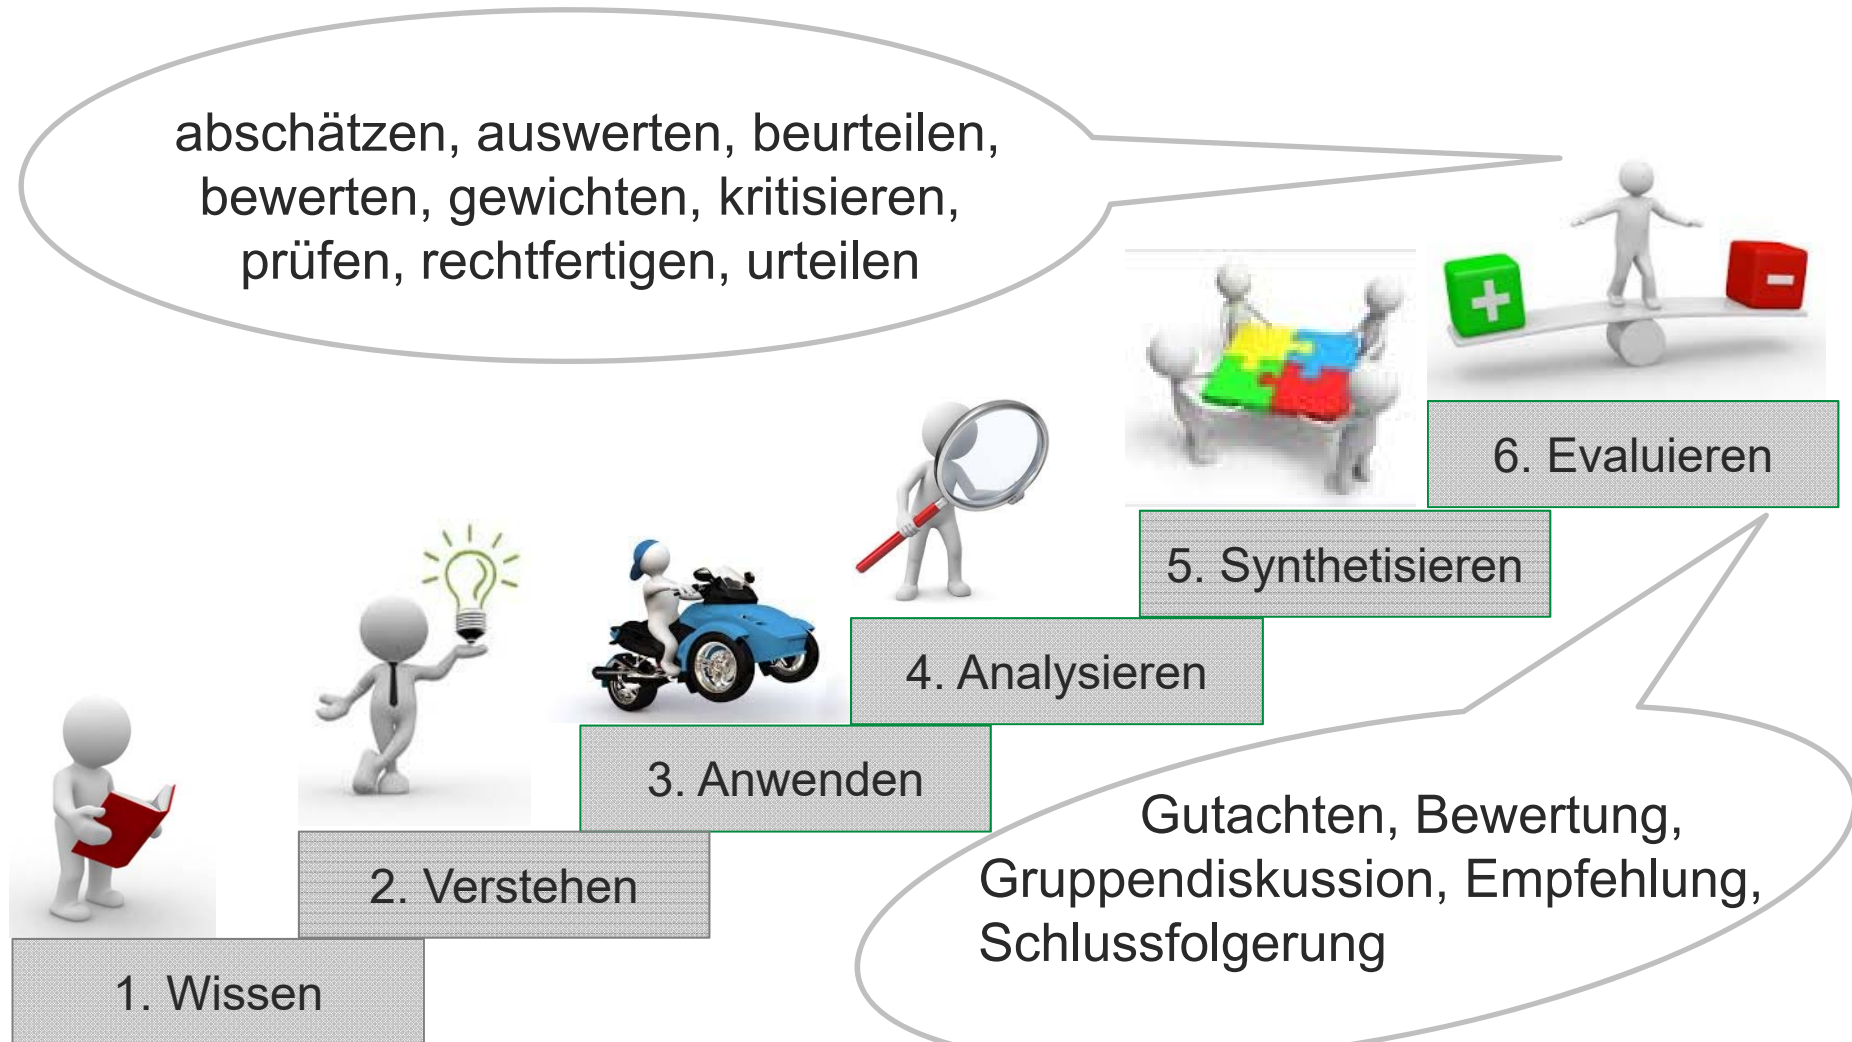 abschätzen, auswerten, beurteilen,
bewerten, gewichten, kritisieren,
prüfen, rechtfertigen, urteilen
6. Evaluieren
5. Synthetisieren
4. Analysieren
3. Anwenden
2. Verstehen
1. Wissen
Gutachten, Bewertung,
Gruppendiskussion, Empfehlung,
Schlussfolgerung